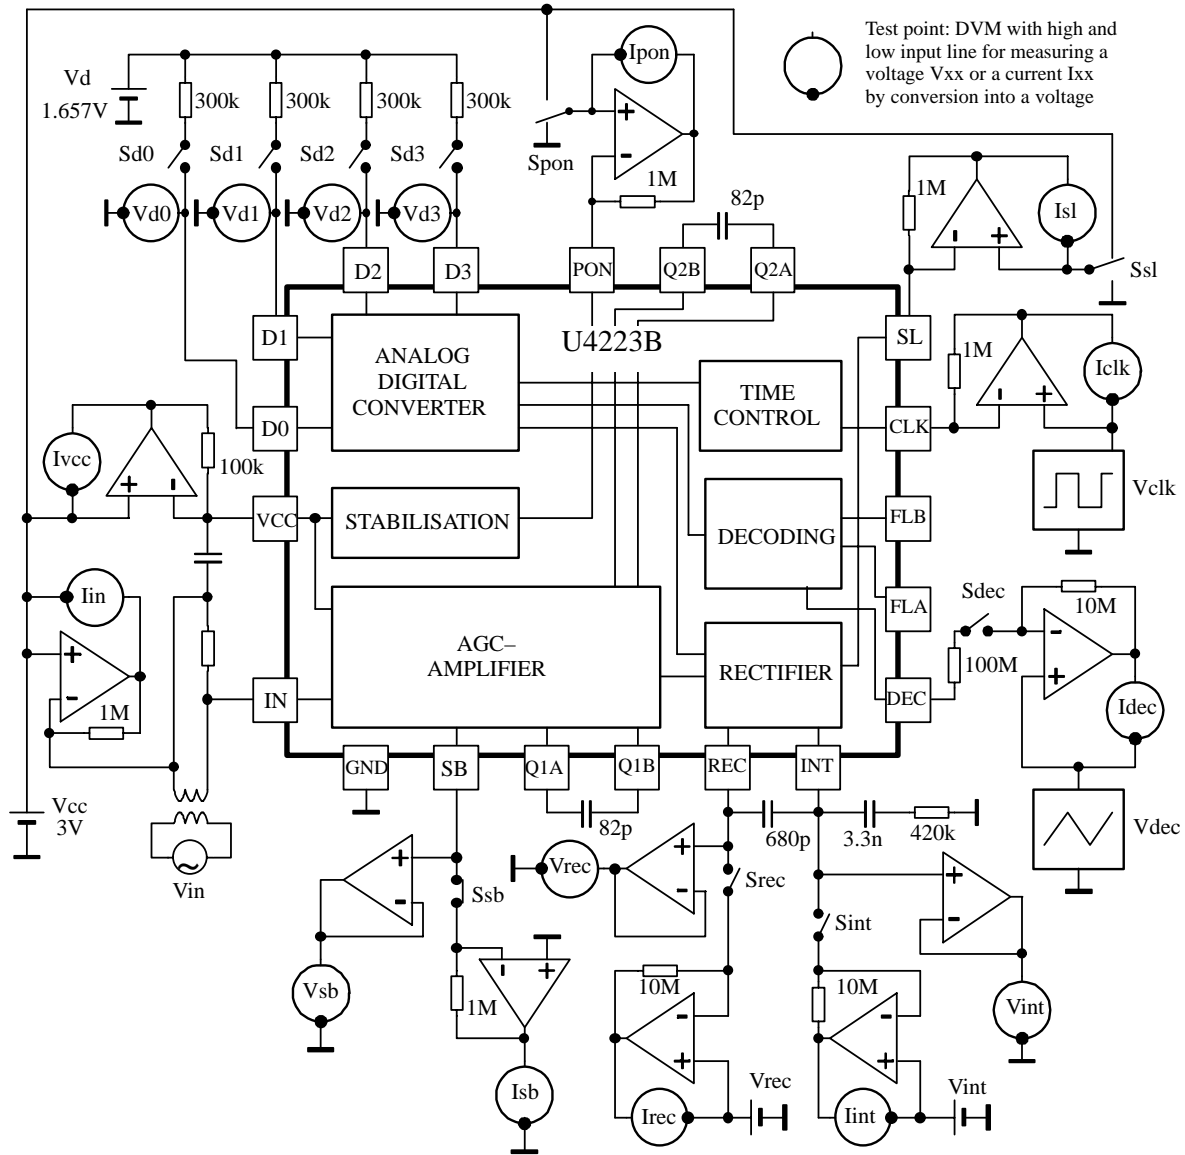 Test point: DVM with high and
low input line for measuring a
voltage Vxx or a current Ixx
by conversion into a voltage
Vd
1.657V
300k
300k
300k
300k
Sd0
Sd1
Sd2
Sd3
Vd0
Vd1
Vd2
Vd3
Ipon
+
-
Spon
1M
82p
1M
Isl
-
+
Ssl
D2
D3
PON
Q2B
Q2A
D1
U4223B
SL
ANALOG
DIGITAL
CONVERTER
TIME
CONTROL
1M
Iclk
-
+
D0
CLK
Ivcc
100k
+
-
Vclk
VCC
STABILISATION
DECODING
FLB
Iin
FLA
Sdec
10M
-
+
100M
AGC–
AMPLIFIER
RECTIFIER
+
-
1M
IN
DEC
Idec
GND
SB
Q1A
Q1B
REC
INT
Vcc
3V
82p
680p
3.3n
420k
Vdec
Vin
+
-
Ssb
Vrec
+
-
Srec
+
-
Sint
Vsb
-
+
1M
10M
10M
Vint
-
+
-
+
Isb
Irec
Vrec
Iint
Vint